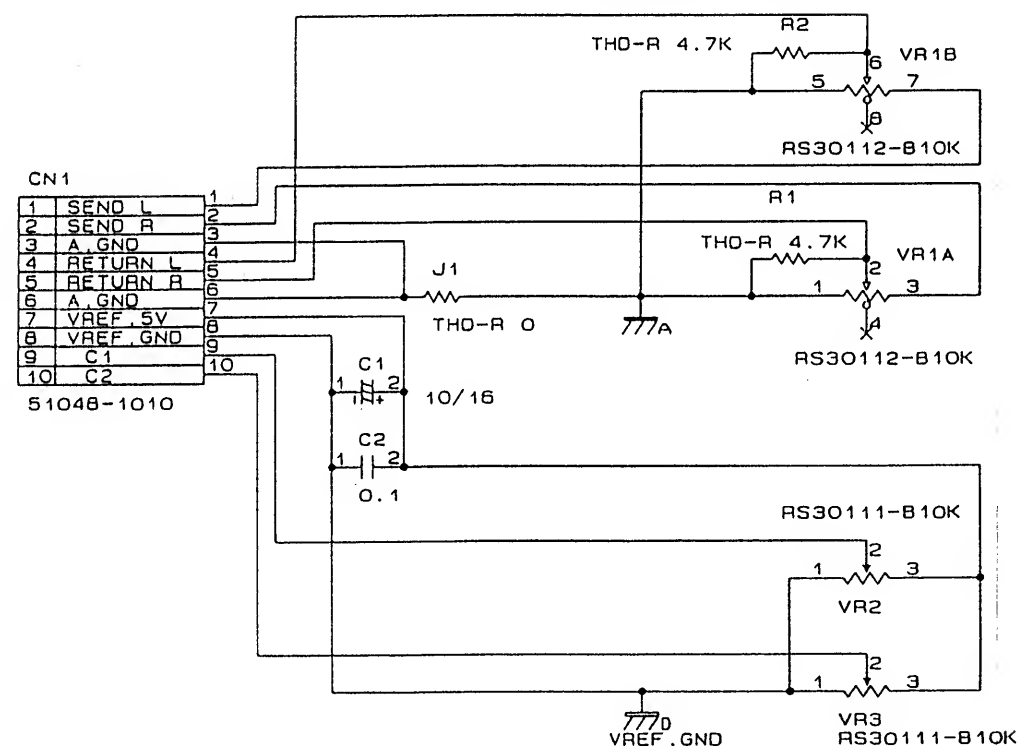 R2
THD-R 4.7K
6
VR1B
5
7
8
RS30112-B10K
CN1
1 SEND L 1
2 SEND R 2
3 A.GND 3
4 RETURN L 4
5 RETURN R 5
6 A.GND 6
7 VREF.5V 7
8 VREF.GND 8
9 C1 9
10 C2 10
51048-1010
R1
THD-R 4.7K
2
VR1A
1
3
4
RS30112-B10K
J1
THD-R 0
A
C1
1
2
+
10/16
C2
1
2
0.1
RS30111-B10K
2
1
3
VR2
2
1
3
VR3
RS30111-B10K
D
VREF.GND